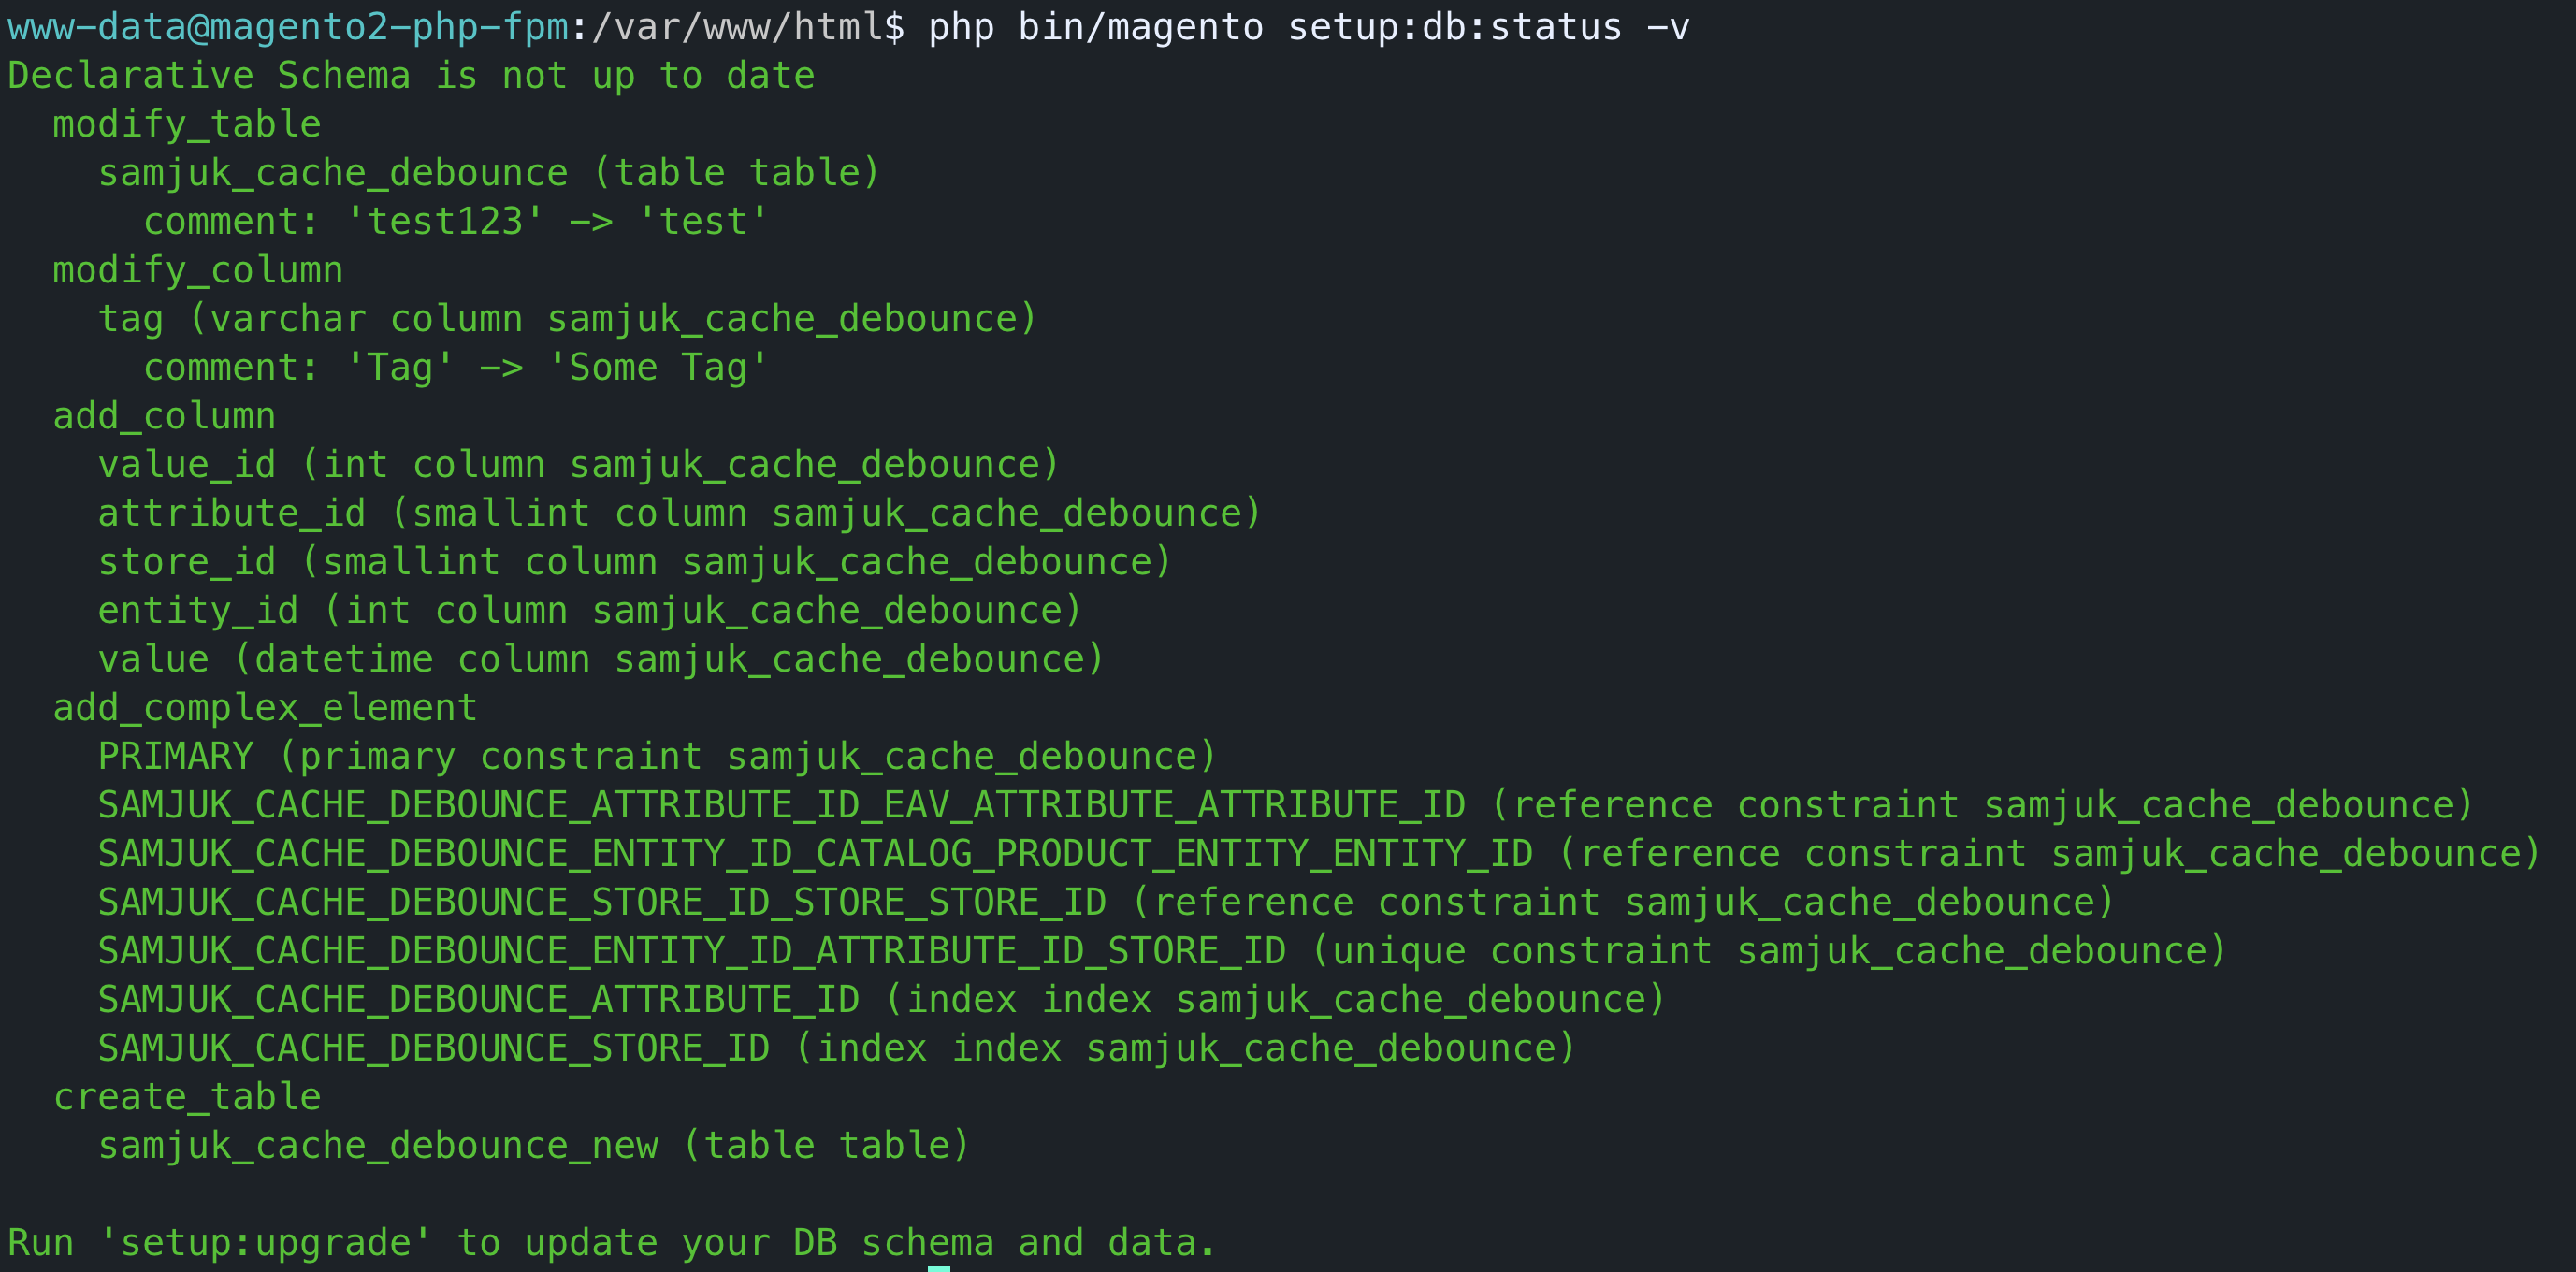 www-data@magento2-php-fpm:/var/www/html$ php bin/magento setup:db:status -v
Declarative Schema is not up to date
  modify_table
    samjuk_cache_debounce (table table)
      comment: 'test123' -> 'test'
  modify_column
    tag (varchar column samjuk_cache_debounce)
      comment: 'Tag' -> 'Some Tag'
  add_column
    value_id (int column samjuk_cache_debounce)
    attribute_id (smallint column samjuk_cache_debounce)
    store_id (smallint column samjuk_cache_debounce)
    entity_id (int column samjuk_cache_debounce)
    value (datetime column samjuk_cache_debounce)
  add_complex_element
    PRIMARY (primary constraint samjuk_cache_debounce)
    SAMJUK_CACHE_DEBOUNCE_ATTRIBUTE_ID_EAV_ATTRIBUTE_ATTRIBUTE_ID (reference constraint samjuk_cache_debounce)
    SAMJUK_CACHE_DEBOUNCE_ENTITY_ID_CATALOG_PRODUCT_ENTITY_ENTITY_ID (reference constraint samjuk_cache_debounce)
    SAMJUK_CACHE_DEBOUNCE_STORE_ID_STORE_STORE_ID (reference constraint samjuk_cache_debounce)
    SAMJUK_CACHE_DEBOUNCE_ENTITY_ID_ATTRIBUTE_ID_STORE_ID (unique constraint samjuk_cache_debounce)
    SAMJUK_CACHE_DEBOUNCE_ATTRIBUTE_ID (index index samjuk_cache_debounce)
    SAMJUK_CACHE_DEBOUNCE_STORE_ID (index index samjuk_cache_debounce)
  create_table
    samjuk_cache_debounce_new (table table)

Run 'setup:upgrade' to update your DB schema and data.